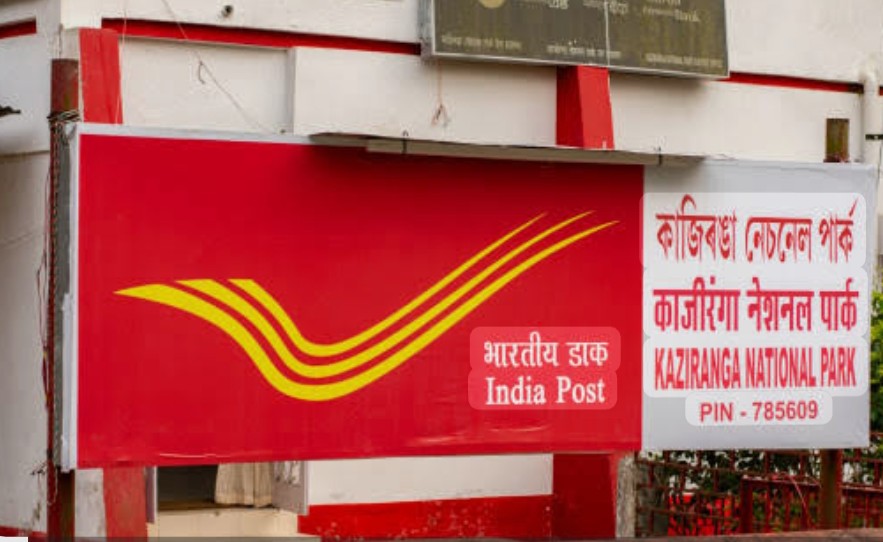 भारतीय डाक
India Post
কাজিৰঙা নেচনেল পাৰ্ক
काजीरंगा नेशनल पार्क
KAZIRANGA NATIONAL PARK
PIN - 785609